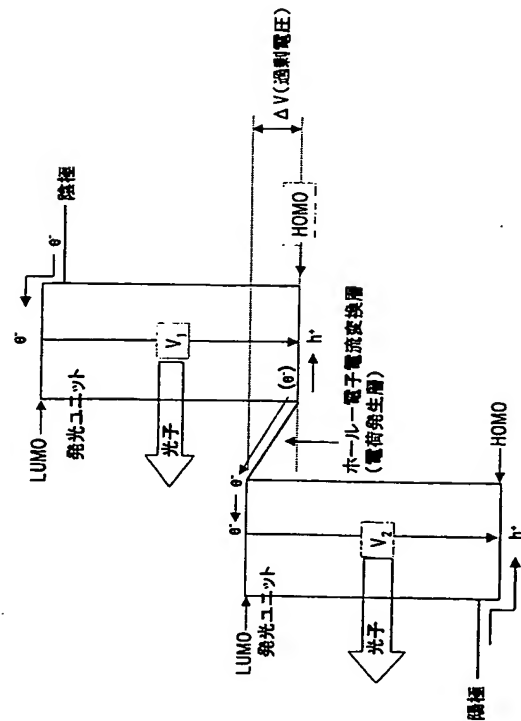 e⁻
陰極
LUMO
発光ユニット
e⁻
V₁
光子
h⁺
HOMO
ΔV(過剰電圧)
(e⁻)
ホール－電子電流変換層
(電荷発生層)
e⁻
e⁻
e⁻
LUMO
発光ユニット
V₂
光子
HOMO
h⁺
陽極